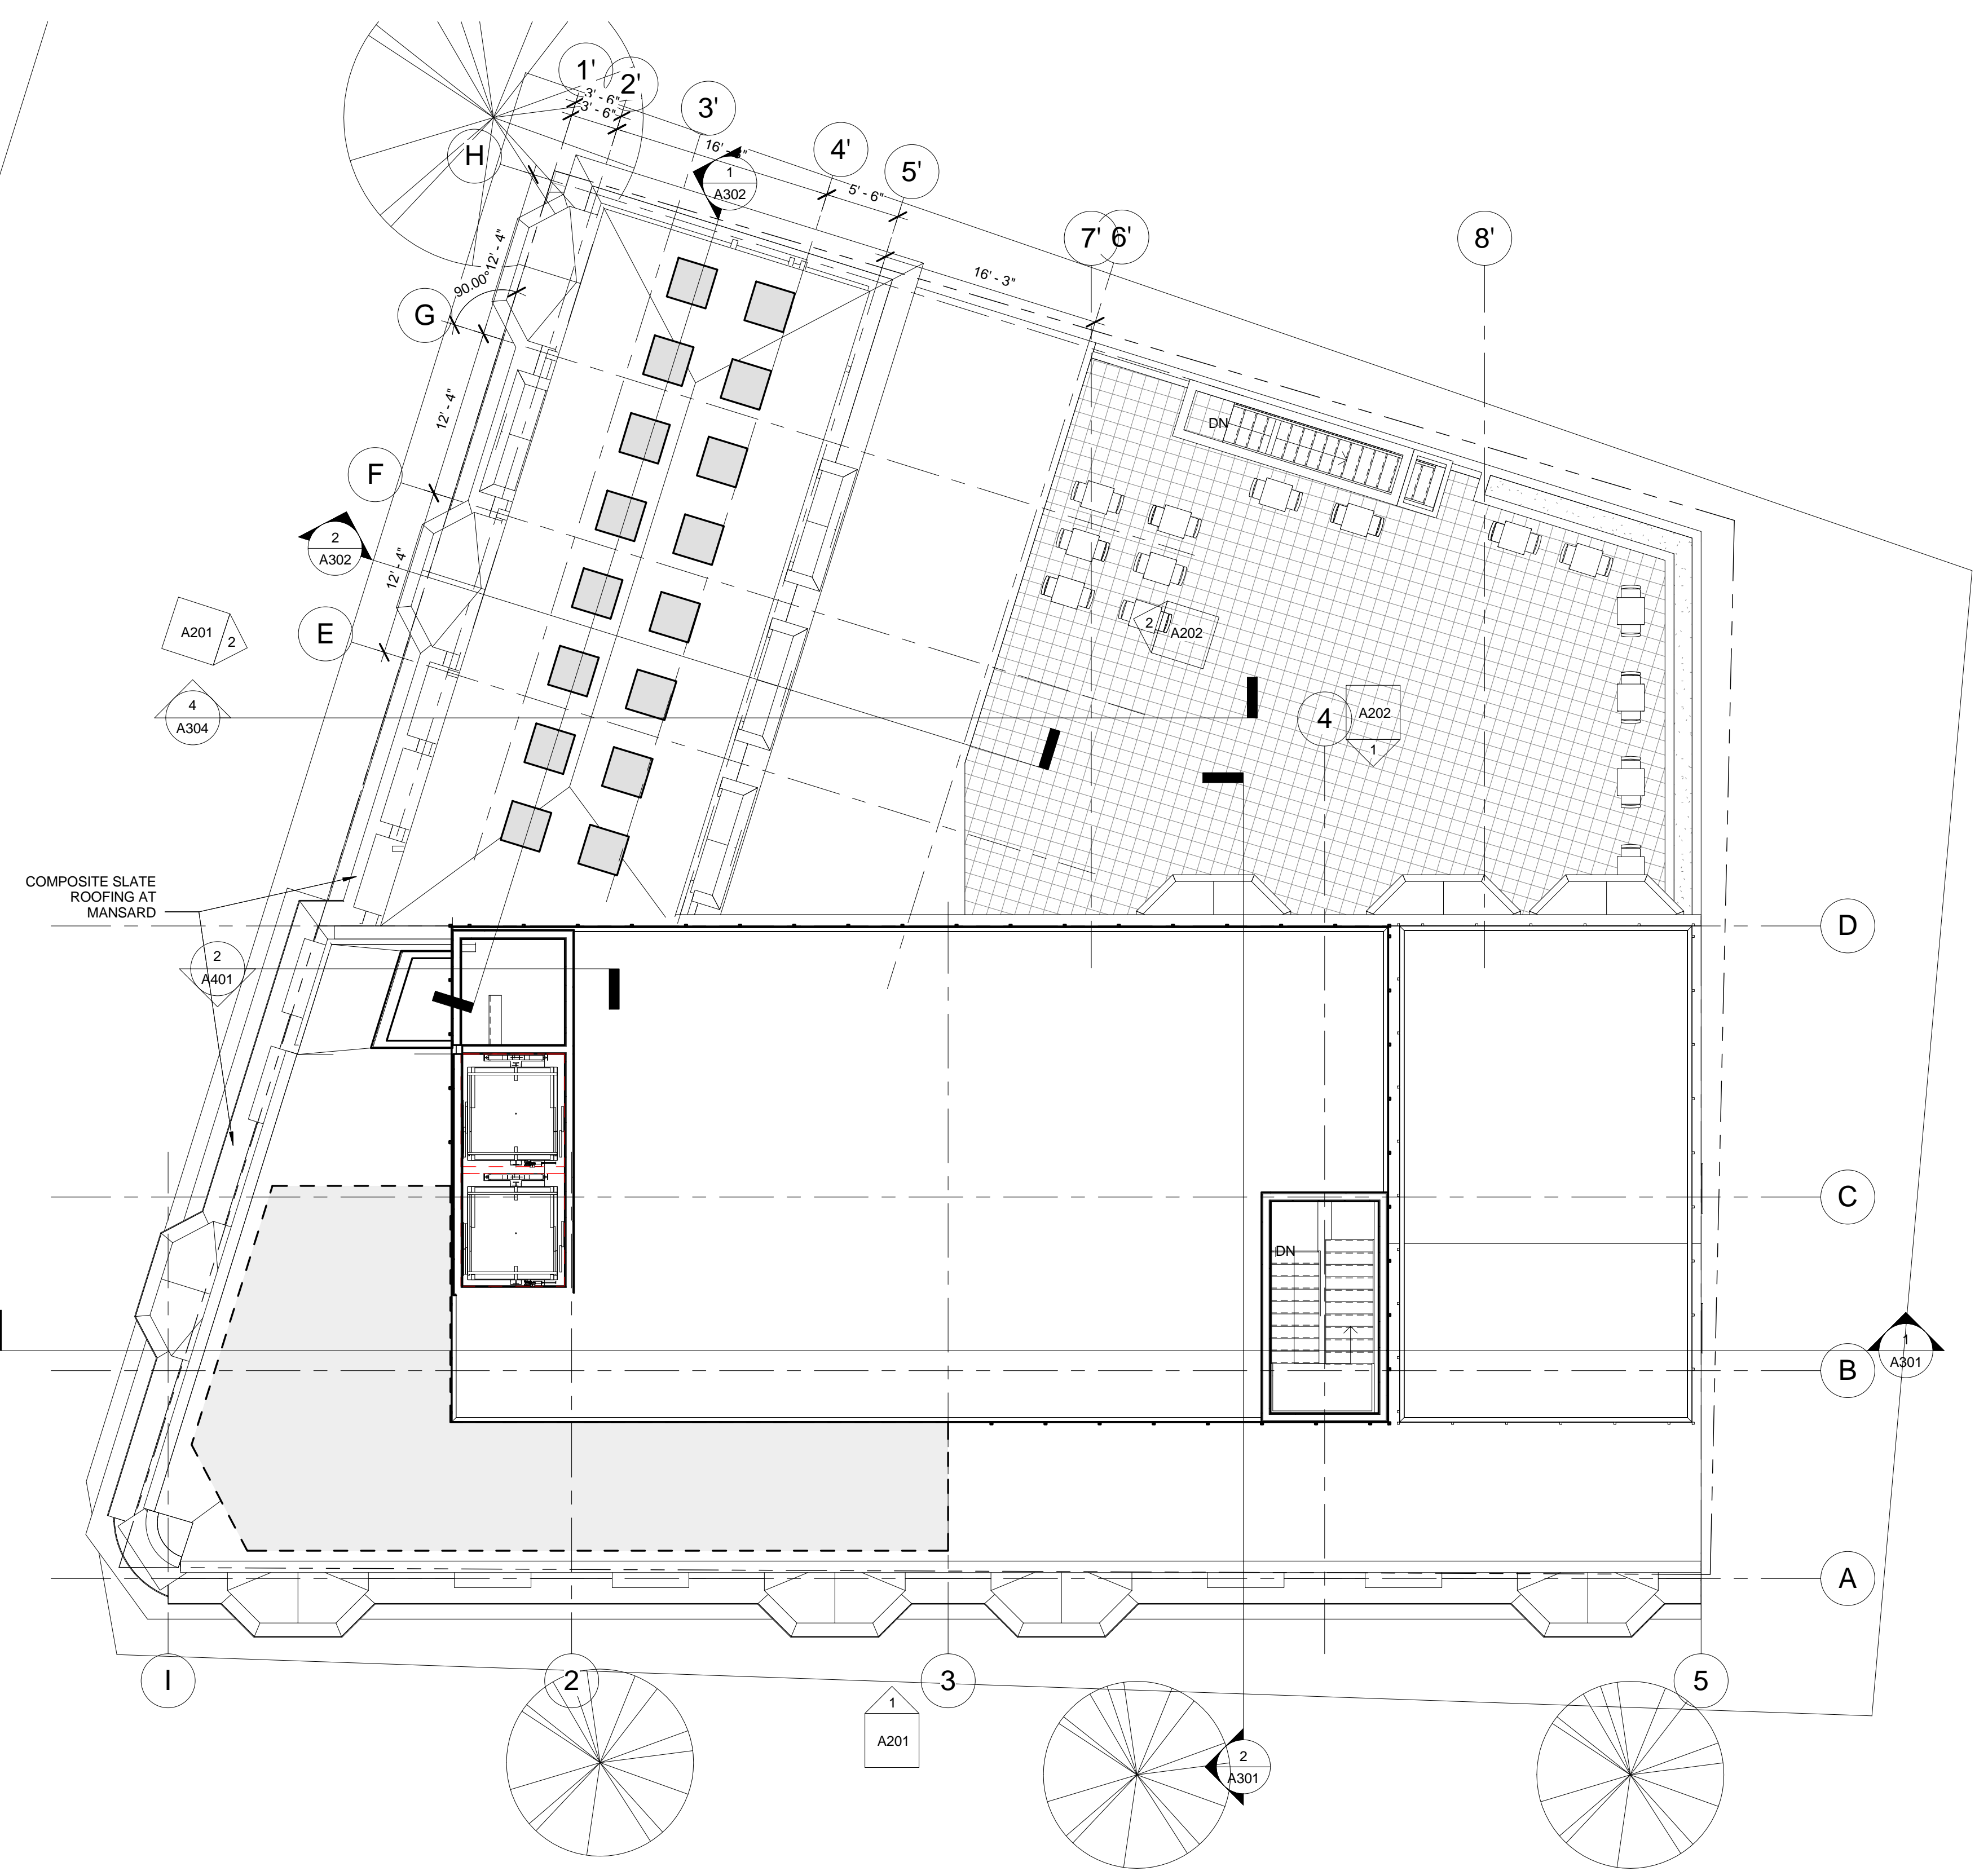 1'
2'
3'
4'
5'
7'
6'
8'
3' - 6"
3' - 6"
5' - 6"
16' - 3"
H
G
F
E
1
A302
12' - 4"
90.00°
12' - 4"
12' - 4"
2
A302
A201
2
4
A304
DN
2
A202
4
A202
1
COMPOSITE SLATE
ROOFING AT
MANSARD
2
A401
D
C
B
A
DN
1
A301
I
2
3
5
1
A201
2
A301